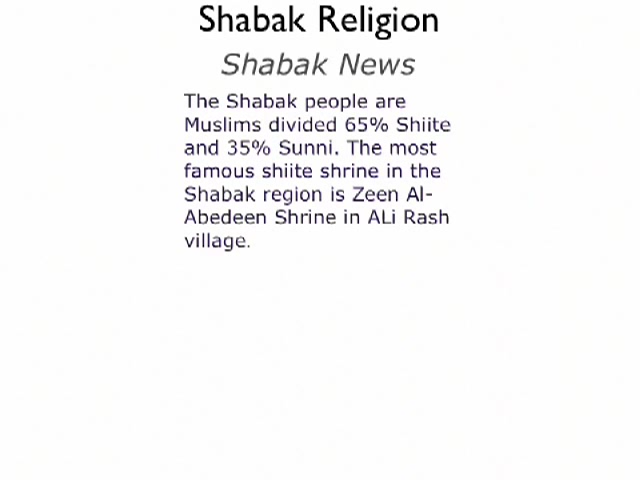 Shabak Religion
Shabak News
The Shabak people are
Muslims divided 65% Shiite
and 35% Sunni. The most
famous shiite shrine in the
Shabak region is Zeen Al-
Abedeen Shrine in ALi Rash
village.